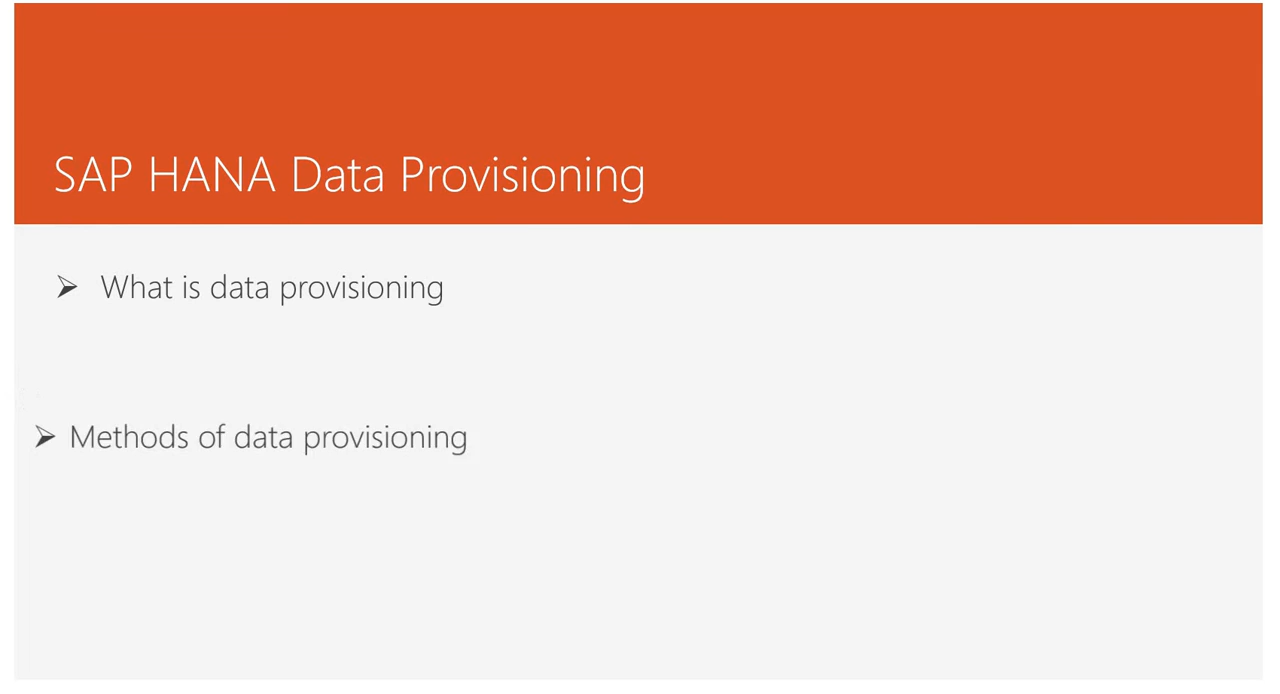 SAP HANA Data Provisioning
➢ What is data provisioning
➢ Methods of data provisioning